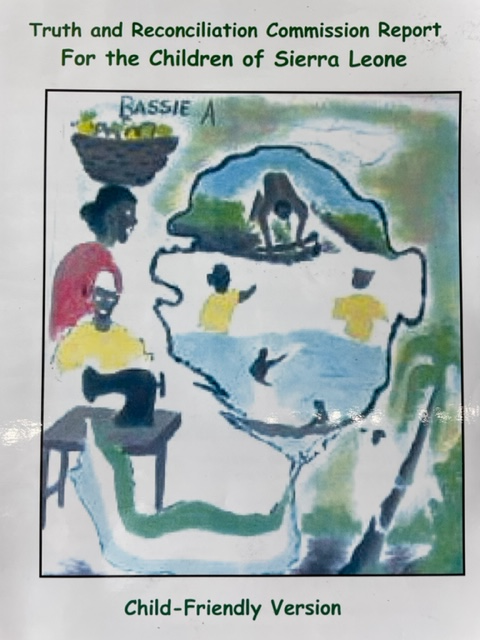 Truth and Reconciliation Commission Report
For the Children of Sierra Leone
BASSIE A
Child-Friendly Version